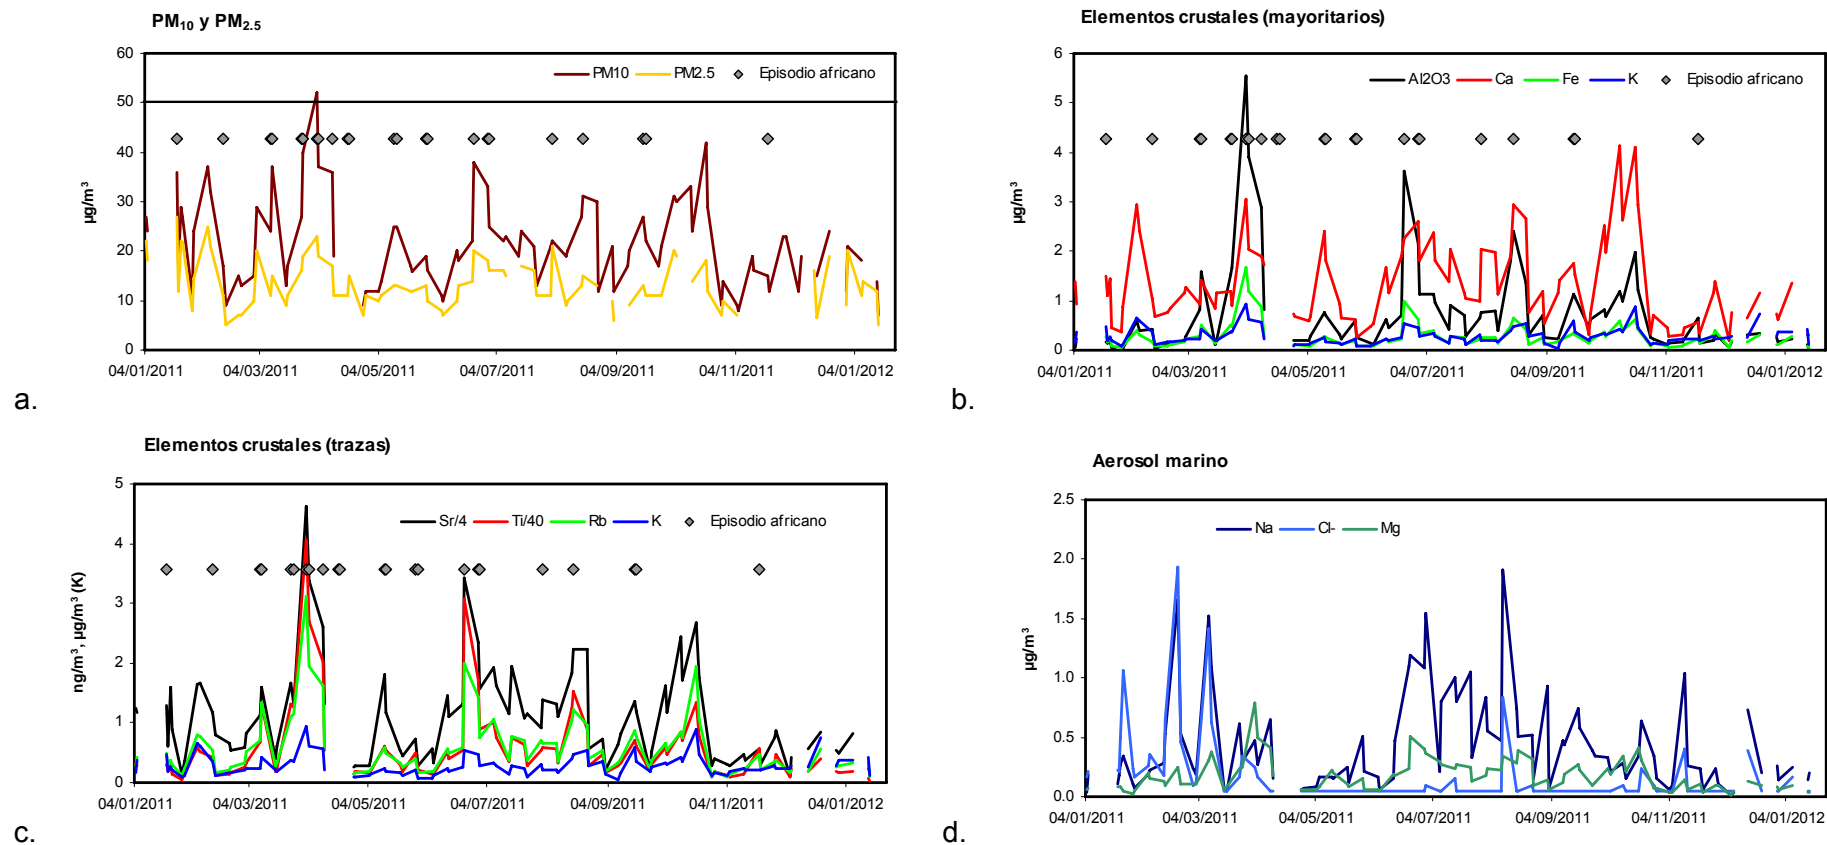 PM10 y PM2.5
60
50
40
30
20
10
0
µg/m³
PM10 PM2.5 Episodio africano
04/01/2011 04/03/2011 04/05/2011 04/07/2011 04/09/2011 04/11/2011 04/01/2012
a.
Elementos crustales (mayoritarios)
6
5
4
3
2
1
0
µg/m³
Al2O3 Ca Fe K Episodio africano
04/01/2011 04/03/2011 04/05/2011 04/07/2011 04/09/2011 04/11/2011 04/01/2012
b.
Elementos crustales (trazas)
5
4
3
2
1
0
ng/m³, µg/m³ (K)
Sr/4 Ti/40 Rb K Episodio africano
04/01/2011 04/03/2011 04/05/2011 04/07/2011 04/09/2011 04/11/2011 04/01/2012
c.
Aerosol marino
2.5
2.0
1.5
1.0
0.5
0.0
µg/m³
Na Cl- Mg
04/01/2011 04/03/2011 04/05/2011 04/07/2011 04/09/2011 04/11/2011 04/01/2012
d.